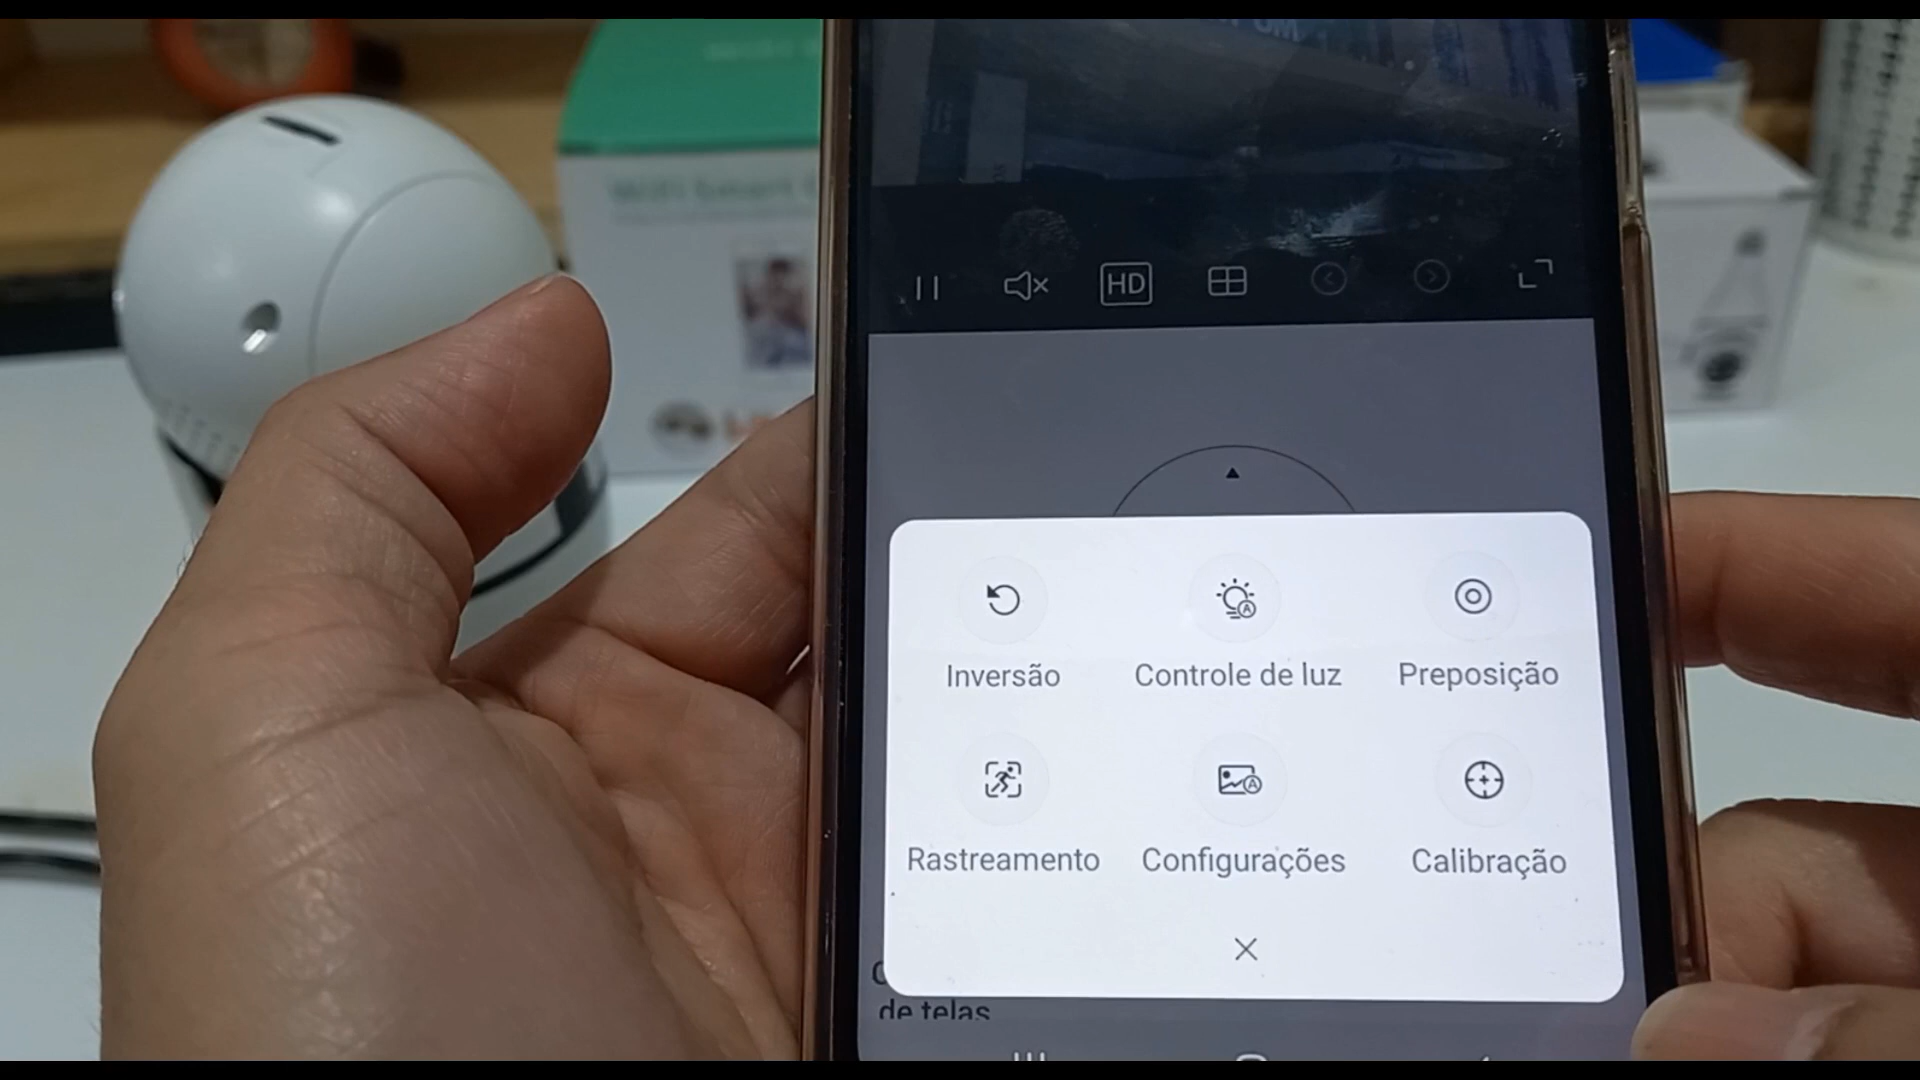 HD
Inversão
Controle de luz
Preposição
Rastreamento
Configurações
Calibração
de telas